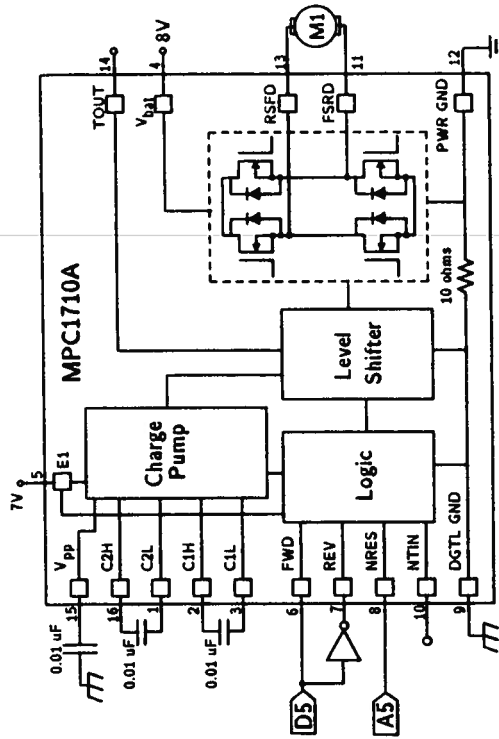 MPC1710A
7V
5
E1
8V
14
TOUT
4
Vbat
13
RSFD
M1
11
FSRD
12
PWR GND
Charge
Pump
Level
Shifter
Logic
10 ohms
0.01 uF
15
VPP
16
C2H
0.01 uF
1
C2L
2
C1H
0.01 uF
3
C1L
D5
6
FWD
7
REV
A5
8
NRES
10
NTIN
9
DGTL GND